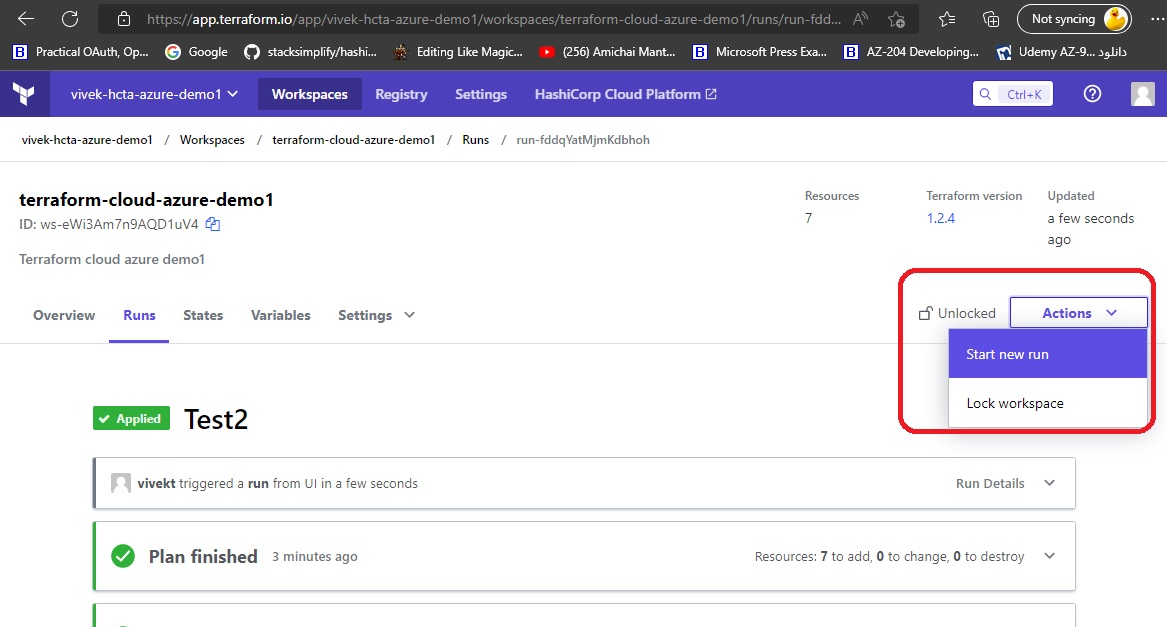 https://app.terraform.io/app/vivek-hcta-azure-demo1/workspaces/terraform-cloud-azure-demo1/runs/run-fdd...
Not syncing
Practical OAuth, Op... Google stacksimplify/hashi... Editing Like Magic... (256) Amichai Mant... Microsoft Press Exa... AZ-204 Developing... Udemy AZ-9... دانلود
vivek-hcta-azure-demo1 Workspaces Registry Settings HashiCorp Cloud Platform Ctrl+K
vivek-hcta-azure-demo1 / Workspaces / terraform-cloud-azure-demo1 / Runs / run-fddqYatMjmKdbhoh
terraform-cloud-azure-demo1
ID: ws-eWi3Am7n9AQD1uV4
Terraform cloud azure demo1
Resources
7
Terraform version
1.2.4
Updated
a few seconds
ago
Overview Runs States Variables Settings
Unlocked Actions
Start new run
Lock workspace
Applied Test2
vivekt triggered a run from UI in a few seconds Run Details
Plan finished 3 minutes ago Resources: 7 to add, 0 to change, 0 to destroy